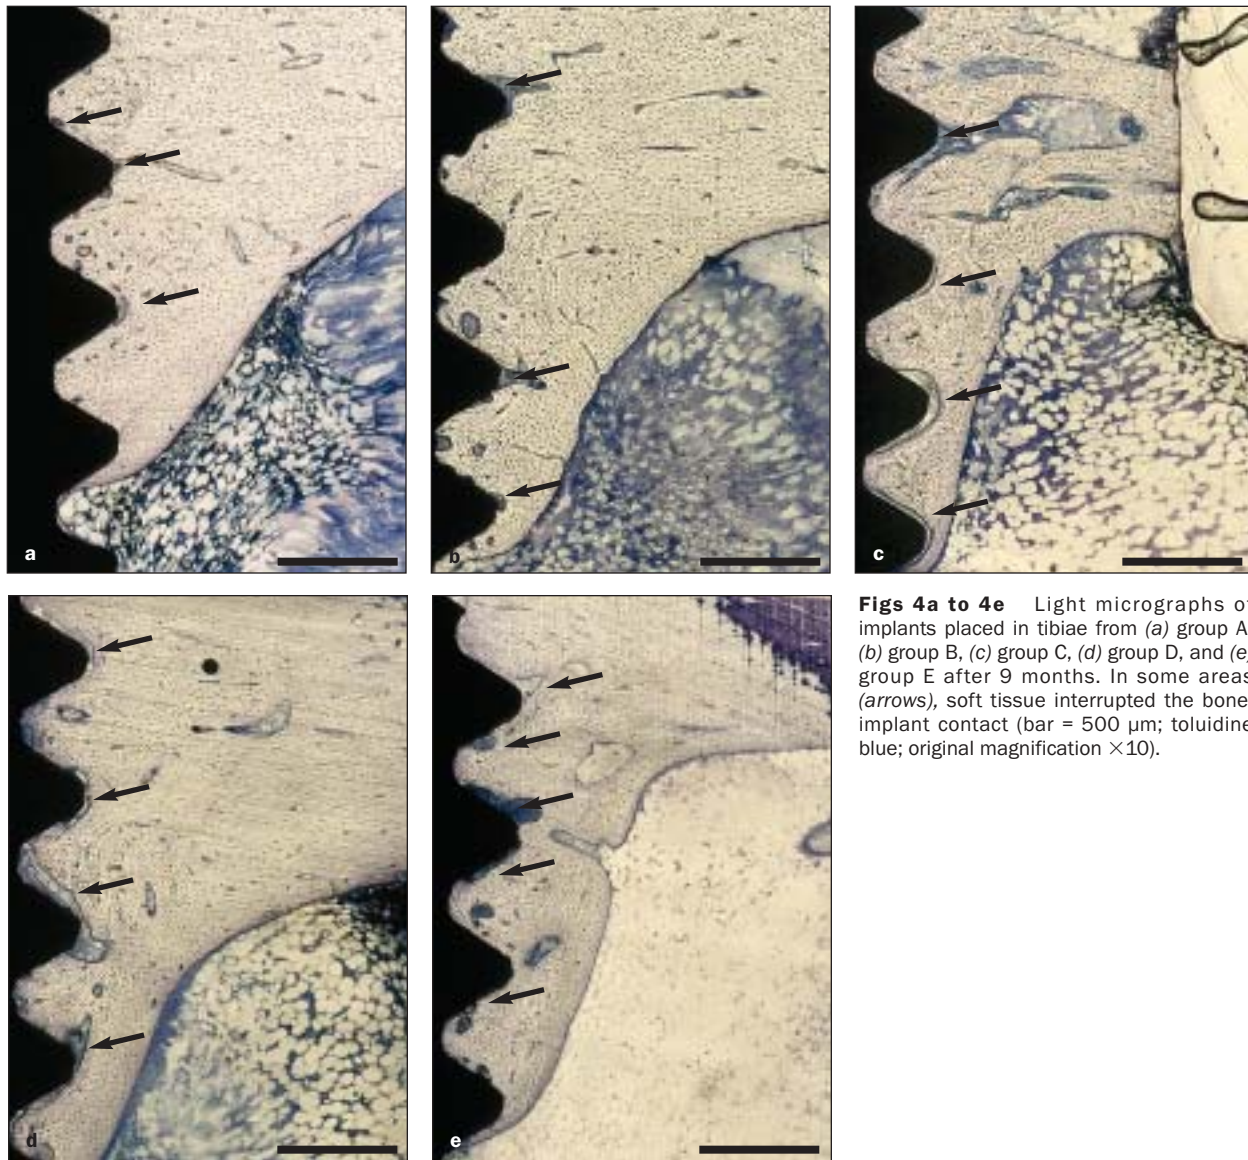 a
b
c
d
e
Figs 4a to 4e Light micrographs of
implants placed in tibiae from (a) group A,
(b) group B, (c) group C, (d) group D, and (e)
group E after 9 months. In some areas
(arrows), soft tissue interrupted the bone-
implant contact (bar = 500 µm; toluidine
blue; original magnification ×10).